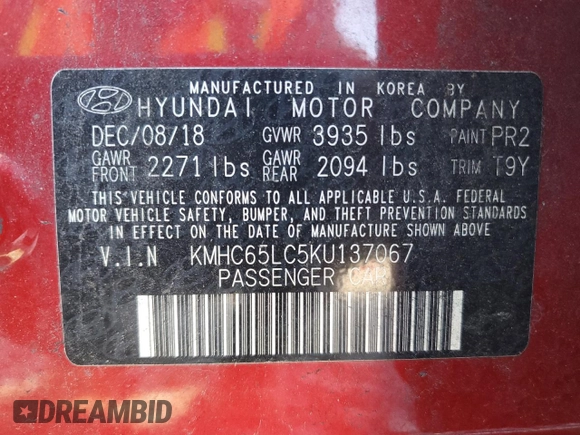 MANUFACTURED IN KOREA BY
HYUNDAI MOTOR COMPANY
DEC/08/18 GVWR 3935 lbs PAINT PR2
GAWR FRONT 2271 lbs GAWR REAR 2094 lbs TRIM T9Y
THIS VEHICLE CONFORMS TO ALL APPLICABLE U.S.A. FEDERAL
MOTOR VEHICLE SAFETY, BUMPER, AND THEFT PREVENTION STANDARDS
IN EFFECT ON THE DATE OF MANUFACTURE SHOWN ABOVE
V.I.N KMHC65LC5KU137067
PASSENGER CAR
DREAMBID